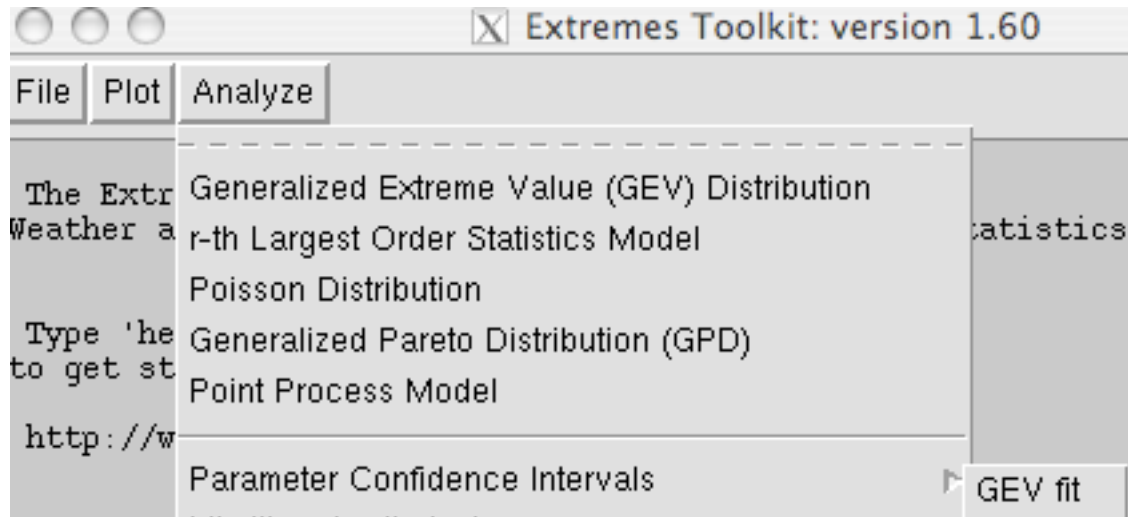 Extremes Toolkit: version 1.60
File Plot Analyze
The Extr
Weather a
Type 'he
to get st
http://w
Generalized Extreme Value (GEV) Distribution
r-th Largest Order Statistics Model
Poisson Distribution
Generalized Pareto Distribution (GPD)
Point Process Model
Parameter Confidence Intervals
GEV fit
tatistics